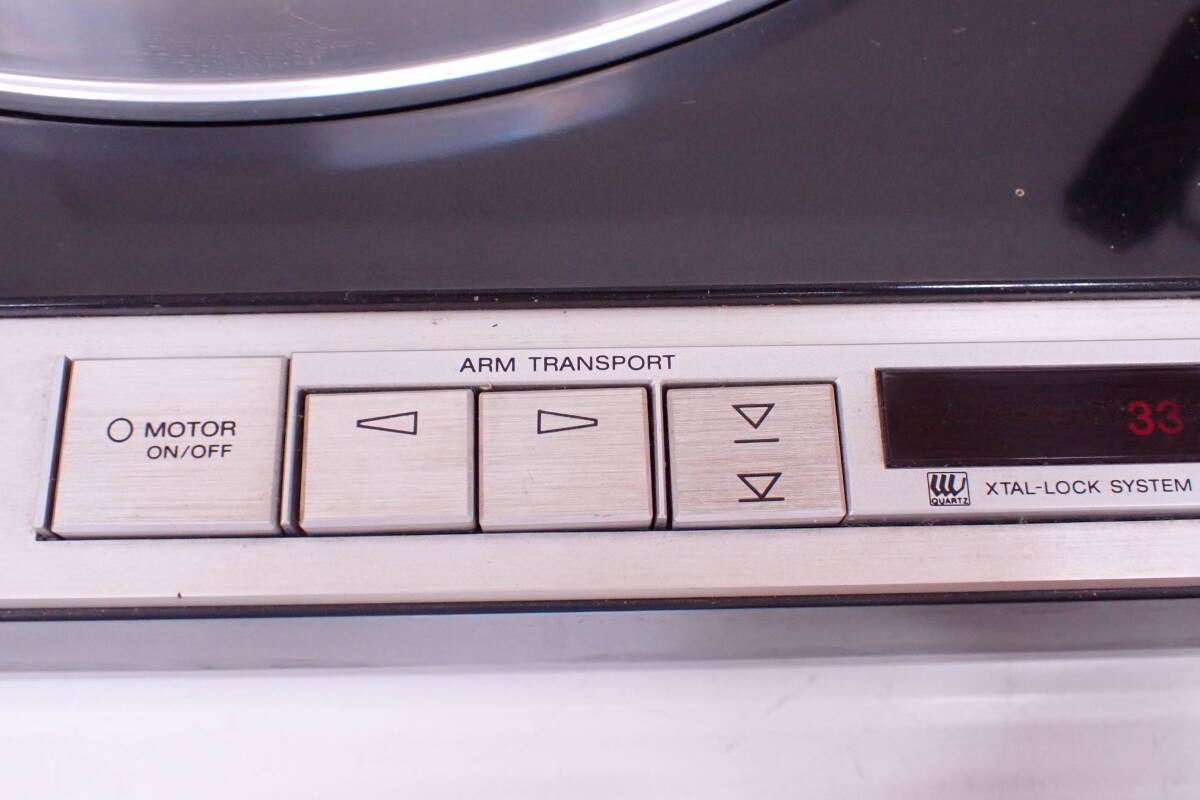 ARM TRANSPORT
MOTOR
ON/OFF
33
QUARTZ
XTAL-LOCK SYSTEM